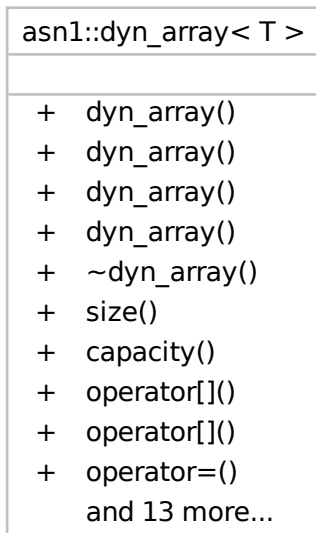 asn1::dyn_array< T >
+ dyn_array()
+ dyn_array()
+ dyn_array()
+ dyn_array()
+ ~dyn_array()
+ size()
+ capacity()
+ operator[]()
+ operator[]()
+ operator=()
and 13 more...